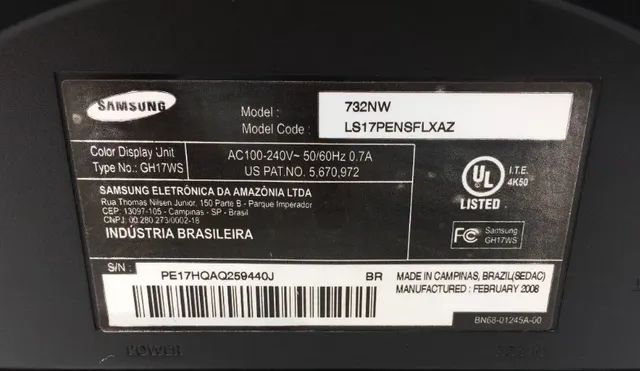 SAMSUNG
Model : 732NW
Model Code : LS17PENSFLXAZ
Color Display Unit
Type No.: GH17WS
AC100-240V~ 50/60Hz 0.7A
US PAT.NO. 5,670,972
SAMSUNG ELETRÔNICA DA AMAZÔNIA LTDA
Rua Thomas Nilsen Junior, 150 Parte B - Parque Imperador
CEP: 13097-105 - Campinas - SP - Brasil
CNPJ: 00.280.273/0002-18
INDÚSTRIA BRASILEIRA
UL
LISTED
I.T.E.
4K50
FC
Samsung
GH17WS
S/N :
PE17HQAQ259440J
BR
MADE IN CAMPINAS, BRAZIL(SEDAC)
MANUFACTURED : FEBRUARY 2008
BN68-01245A-00
POWER